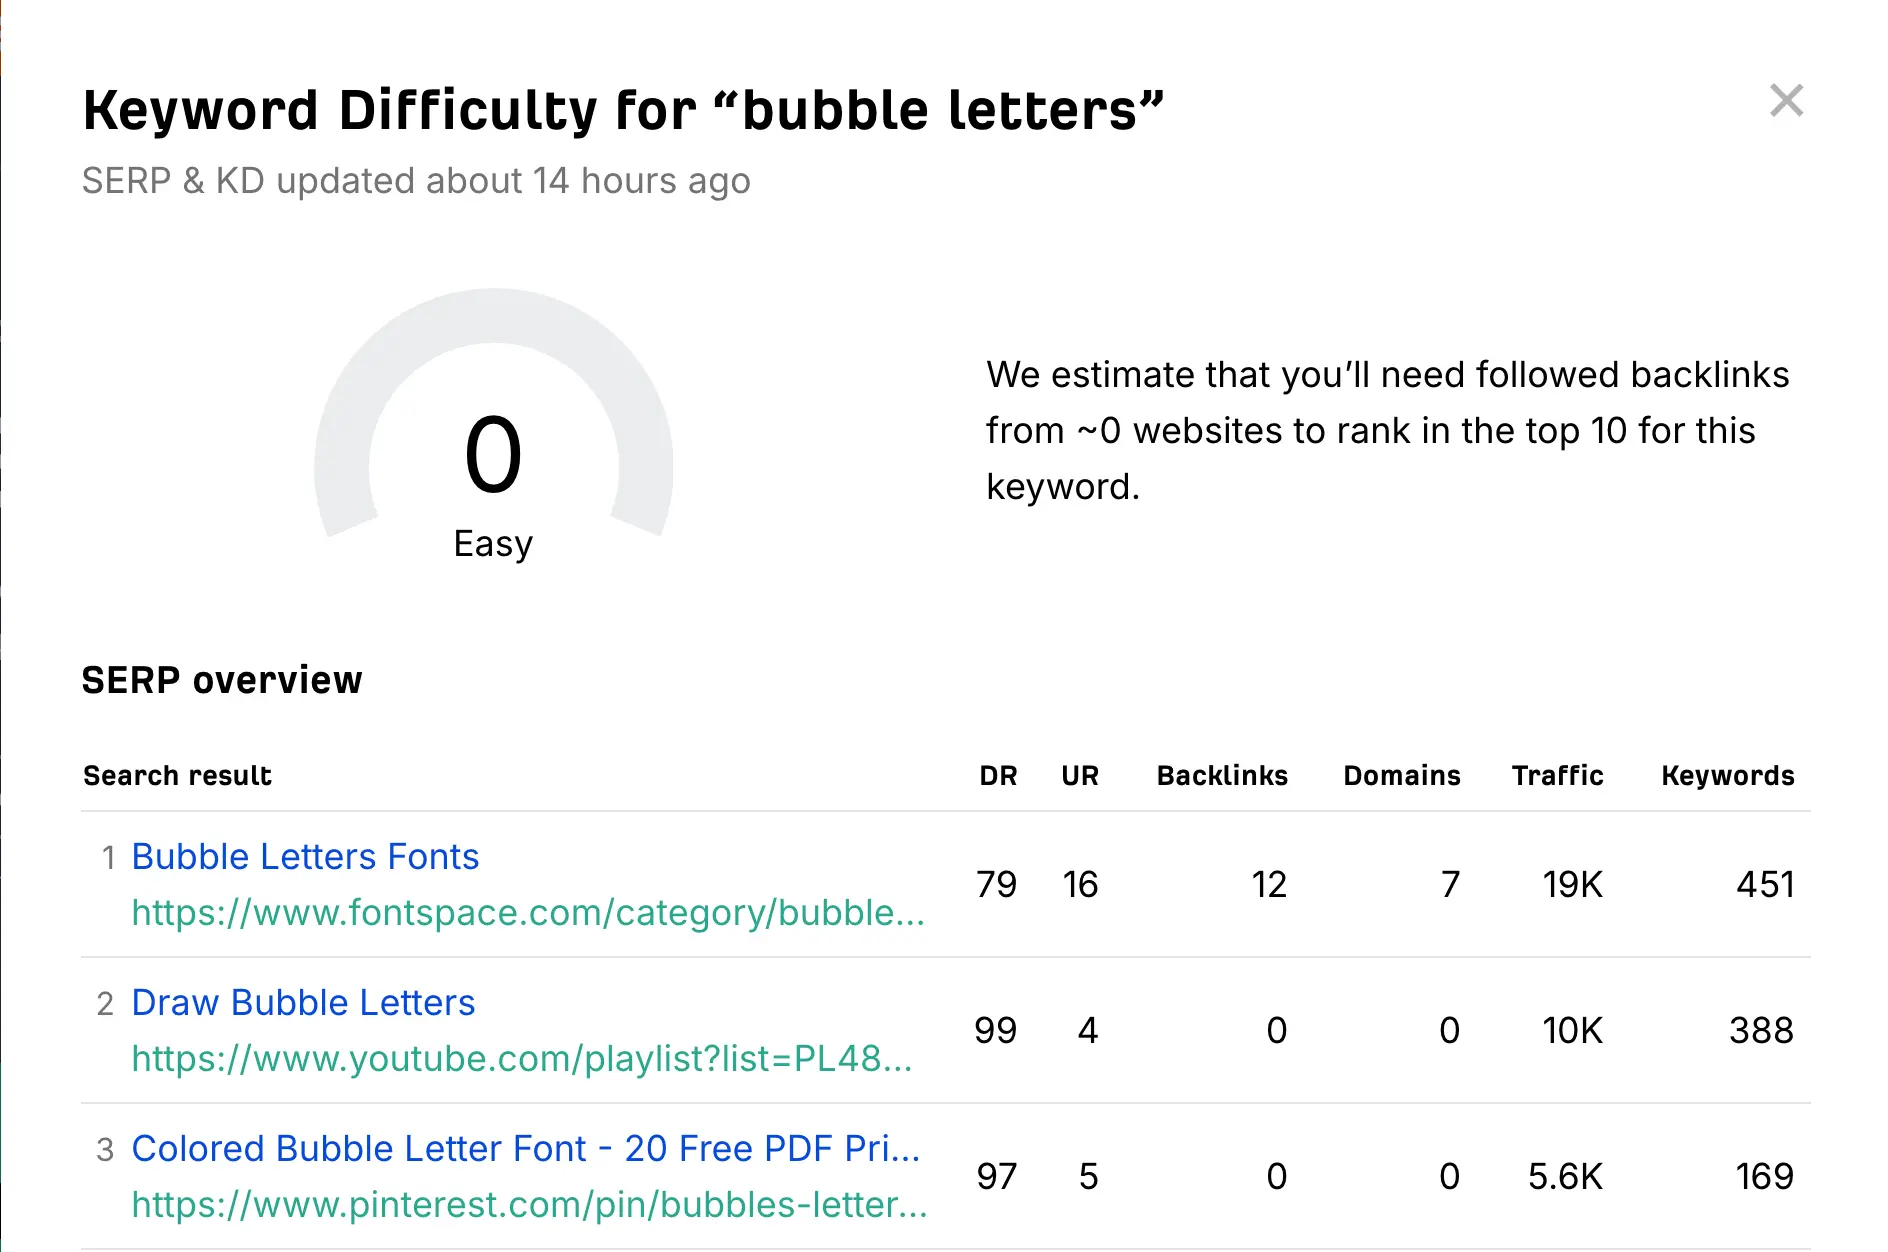 Keyword Difficulty for “bubble letters”
SERP & KD updated about 14 hours ago
0
Easy
We estimate that you’ll need followed backlinks
from ~0 websites to rank in the top 10 for this
keyword.
SERP overview
Search result DR UR Backlinks Domains Traffic Keywords
1 Bubble Letters Fonts
https://www.fontspace.com/category/bubble...
79 16 12 7 19K 451
2 Draw Bubble Letters
https://www.youtube.com/playlist?list=PL48...
99 4 0 0 10K 388
3 Colored Bubble Letter Font - 20 Free PDF Pri...
https://www.pinterest.com/pin/bubbles-letter...
97 5 0 0 5.6K 169